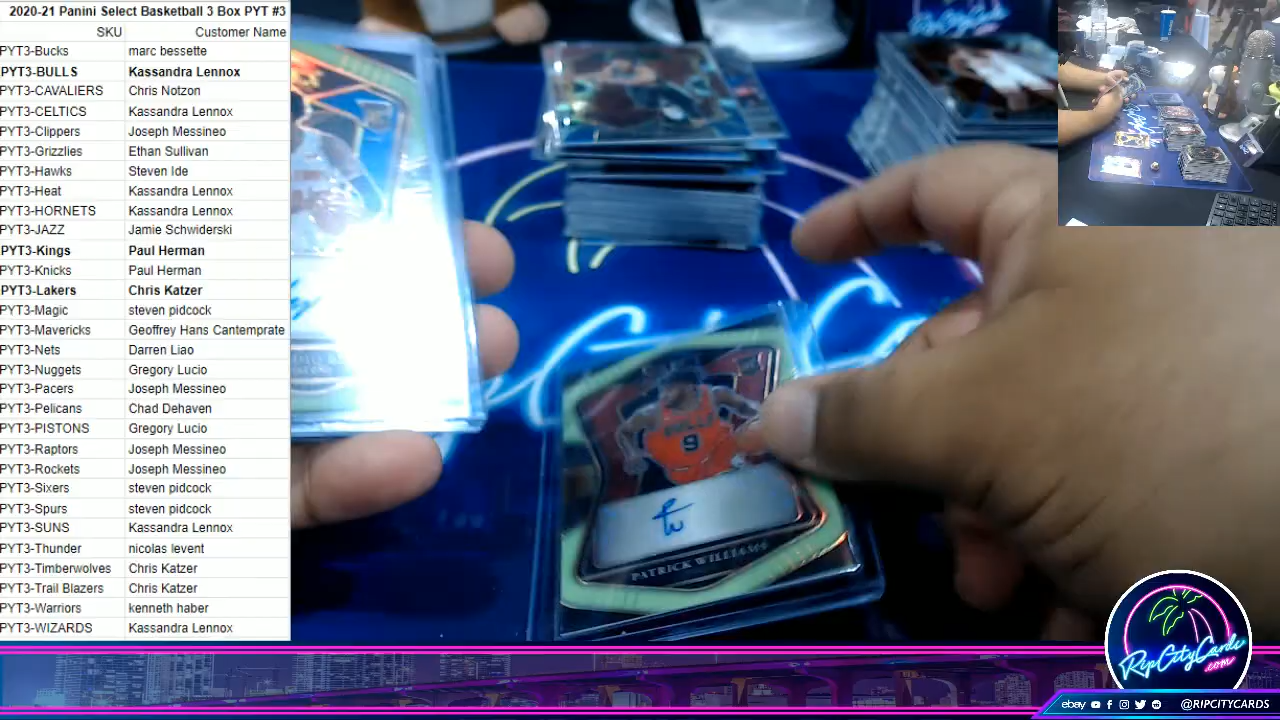 2020-21 Panini Select Basketball 3 Box PYT #3
SKU Customer Name
PYT3-Bucks marc bessette
PYT3-BULLS Kassandra Lennox
PYT3-CAVALIERS Chris Notzon
PYT3-CELTICS Kassandra Lennox
PYT3-Clippers Joseph Messineo
PYT3-Grizzlies Ethan Sullivan
PYT3-Hawks Steven Ide
PYT3-Heat Kassandra Lennox
PYT3-HORNETS Kassandra Lennox
PYT3-JAZZ Jamie Schwiderski
PYT3-Kings Paul Herman
PYT3-Knicks Paul Herman
PYT3-Lakers Chris Katzer
PYT3-Magic steven pidcock
PYT3-Mavericks Geoffrey Hans Cantemprate
PYT3-Nets Darren Liao
PYT3-Nuggets Gregory Lucio
PYT3-Pacers Joseph Messineo
PYT3-Pelicans Chad Dehaven
PYT3-PISTONS Gregory Lucio
PYT3-Raptors Joseph Messineo
PYT3-Rockets Joseph Messineo
PYT3-Sixers steven pidcock
PYT3-Spurs steven pidcock
PYT3-SUNS Kassandra Lennox
PYT3-Thunder nicolas levent
PYT3-Timberwolves Chris Katzer
PYT3-Trail Blazers Chris Katzer
PYT3-Warriors kenneth haber
PYT3-WIZARDS Kassandra Lennox
9
PATRICK WILLIAMS
RipCityCards
.com
ebay @RIPCITYCARDS